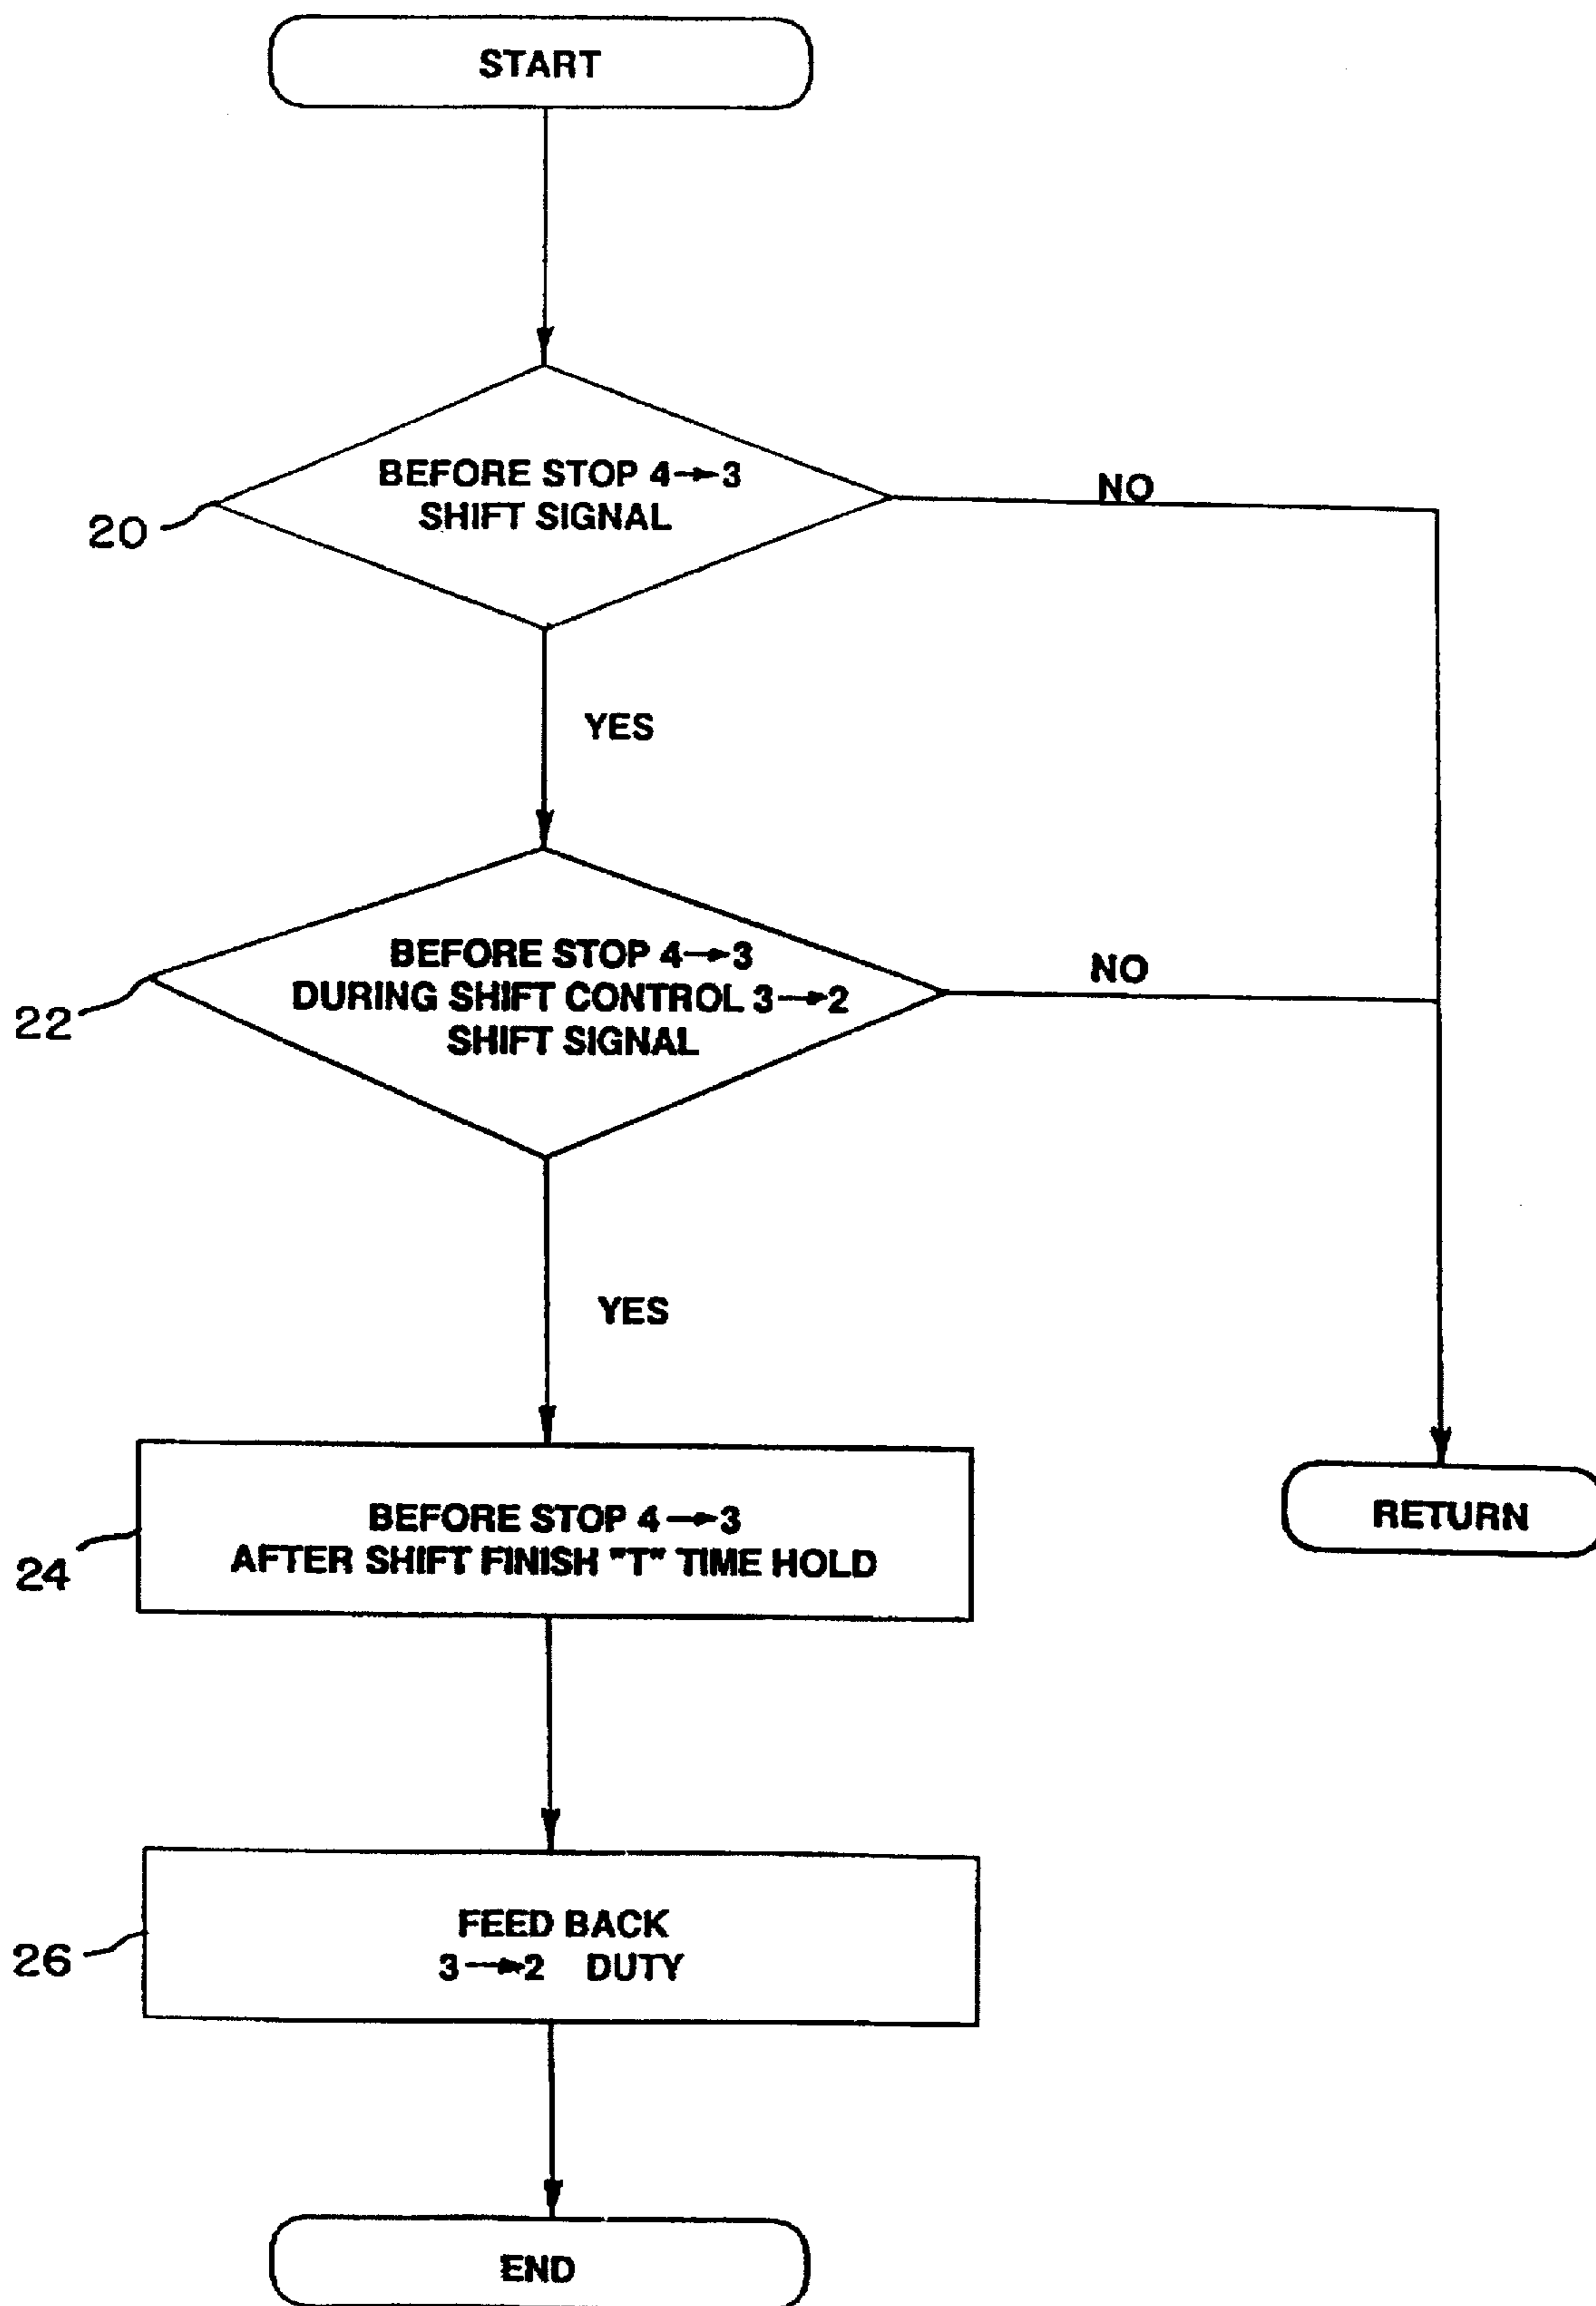 START
BEFORE STOP 4→3
SHIFT SIGNAL
NO
20
YES
BEFORE STOP 4→3
DURING SHIFT CONTROL 3→2
SHIFT SIGNAL
NO
22
YES
BEFORE STOP 4→3
AFTER SHIFT FINISH "T" TIME HOLD
24
RETURN
FEED BACK
3→2 DUTY
26
END